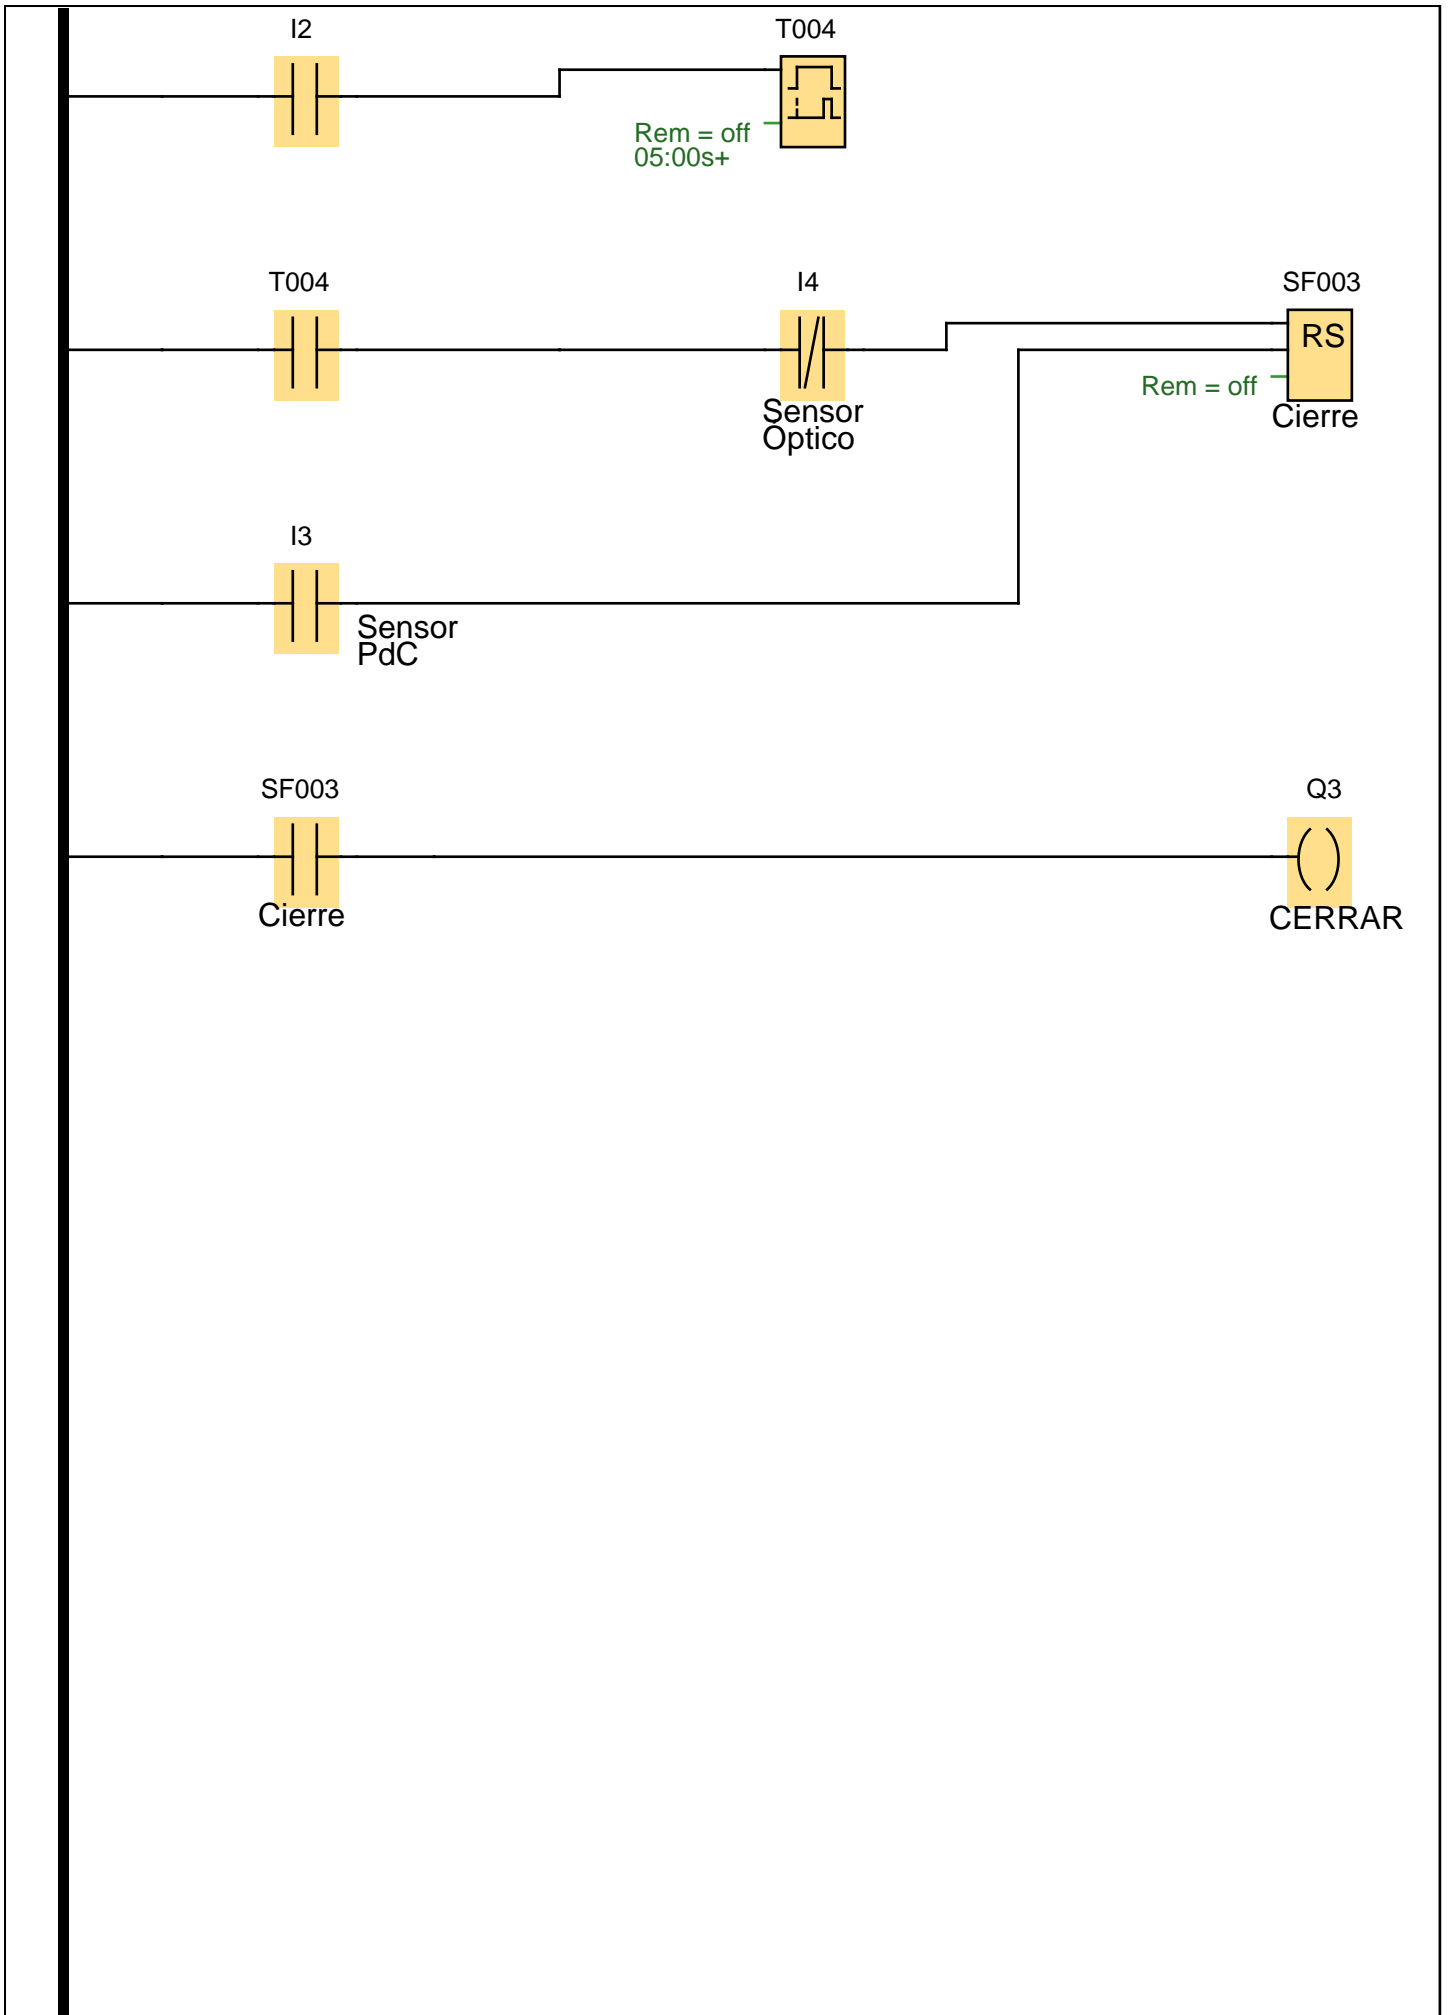 I2
T004
Rem = off
05:00s+
T004
I4
SF003
RS
Rem = off
Sensor
Óptico
Cierre
I3
Sensor
PdC
SF003
Q3
Cierre
CERRAR